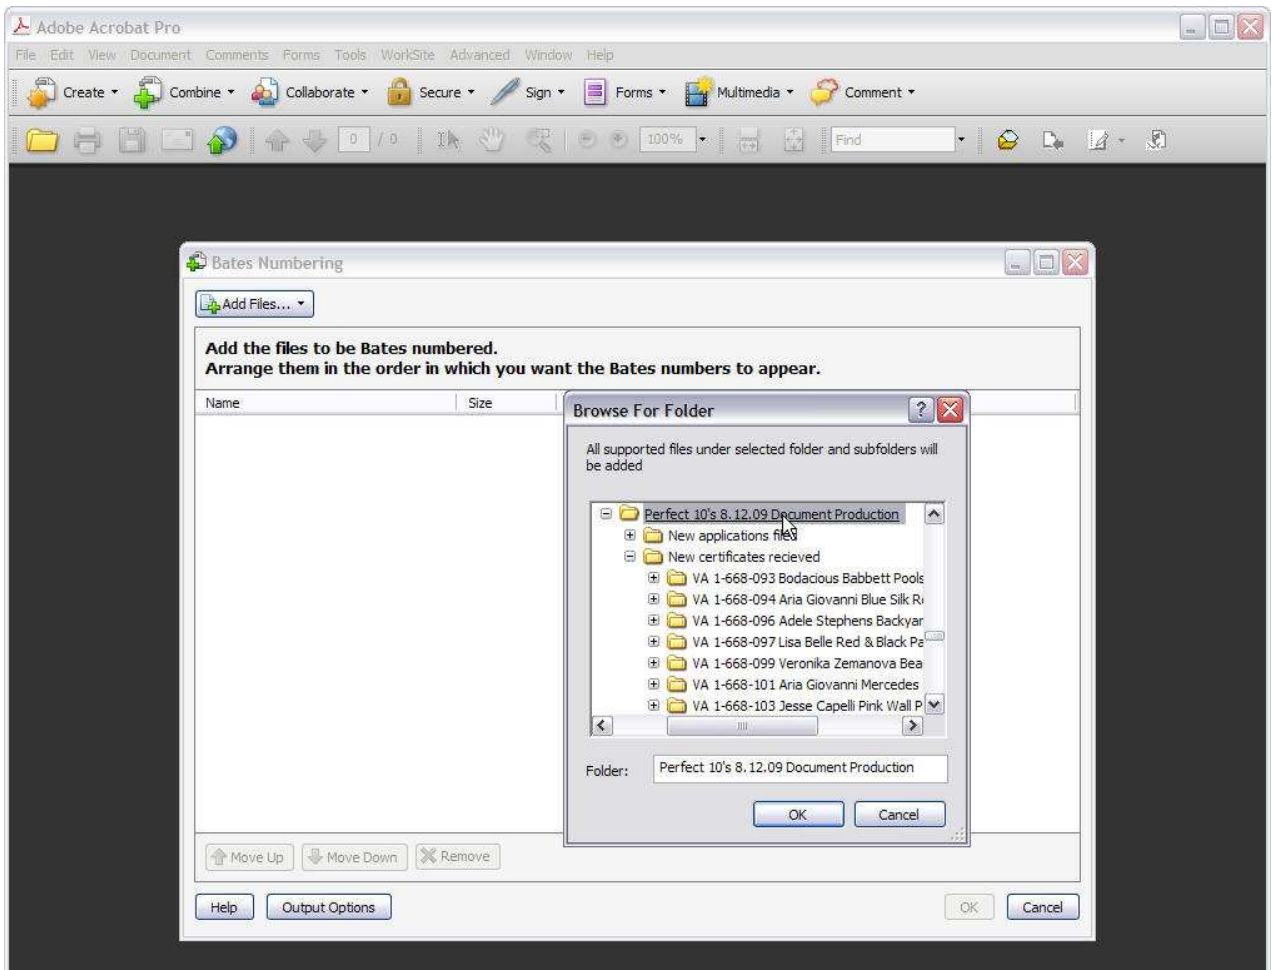 Adobe Acrobat Pro
File Edit View Document Comments Forms Tools WorkSite Advanced Window Help
Create Combine Collaborate Secure Sign Forms Multimedia Comment
0 / 0 100% Find
Bates Numbering
Add Files...
Add the files to be Bates numbered.
Arrange them in the order in which you want the Bates numbers to appear.
Name Size
Browse For Folder
All supported files under selected folder and subfolders will
be added
Perfect 10's 8.12.09 Document Production
New applications filed
New certificates recieved
VA 1-668-093 Bodacious Babbett Pools
VA 1-668-094 Aria Giovanni Blue Silk R
VA 1-668-096 Adele Stephens Backyar
VA 1-668-097 Lisa Belle Red & Black Pa
VA 1-668-099 Veronika Zemanova Bea
VA 1-668-101 Aria Giovanni Mercedes
VA 1-668-103 Jesse Capelli Pink Wall P
Folder: Perfect 10's 8.12.09 Document Production
OK Cancel
Move Up Move Down Remove
Help Output Options OK Cancel